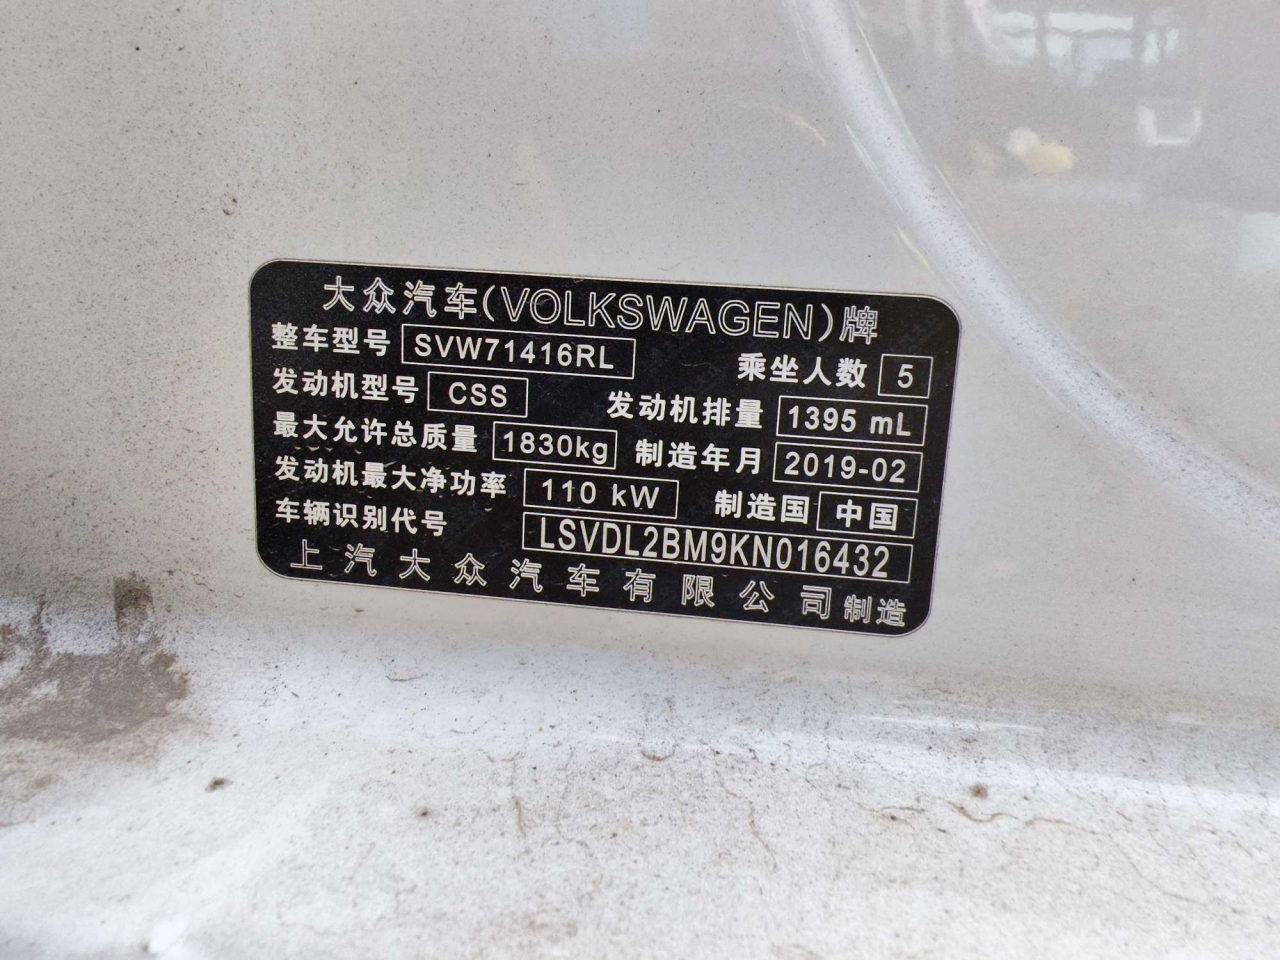 大众汽车(VOLKSWAGEN)牌
整车型号 SVW71416RL 乘坐人数 5
发动机型号 CSS 发动机排量 1395 mL
最大允许总质量 1830kg 制造年月 2019-02
发动机最大净功率 110 kW 制造国 中国
车辆识别代号 LSVDL2BM9KN016432
上汽大众汽车有限公司制造